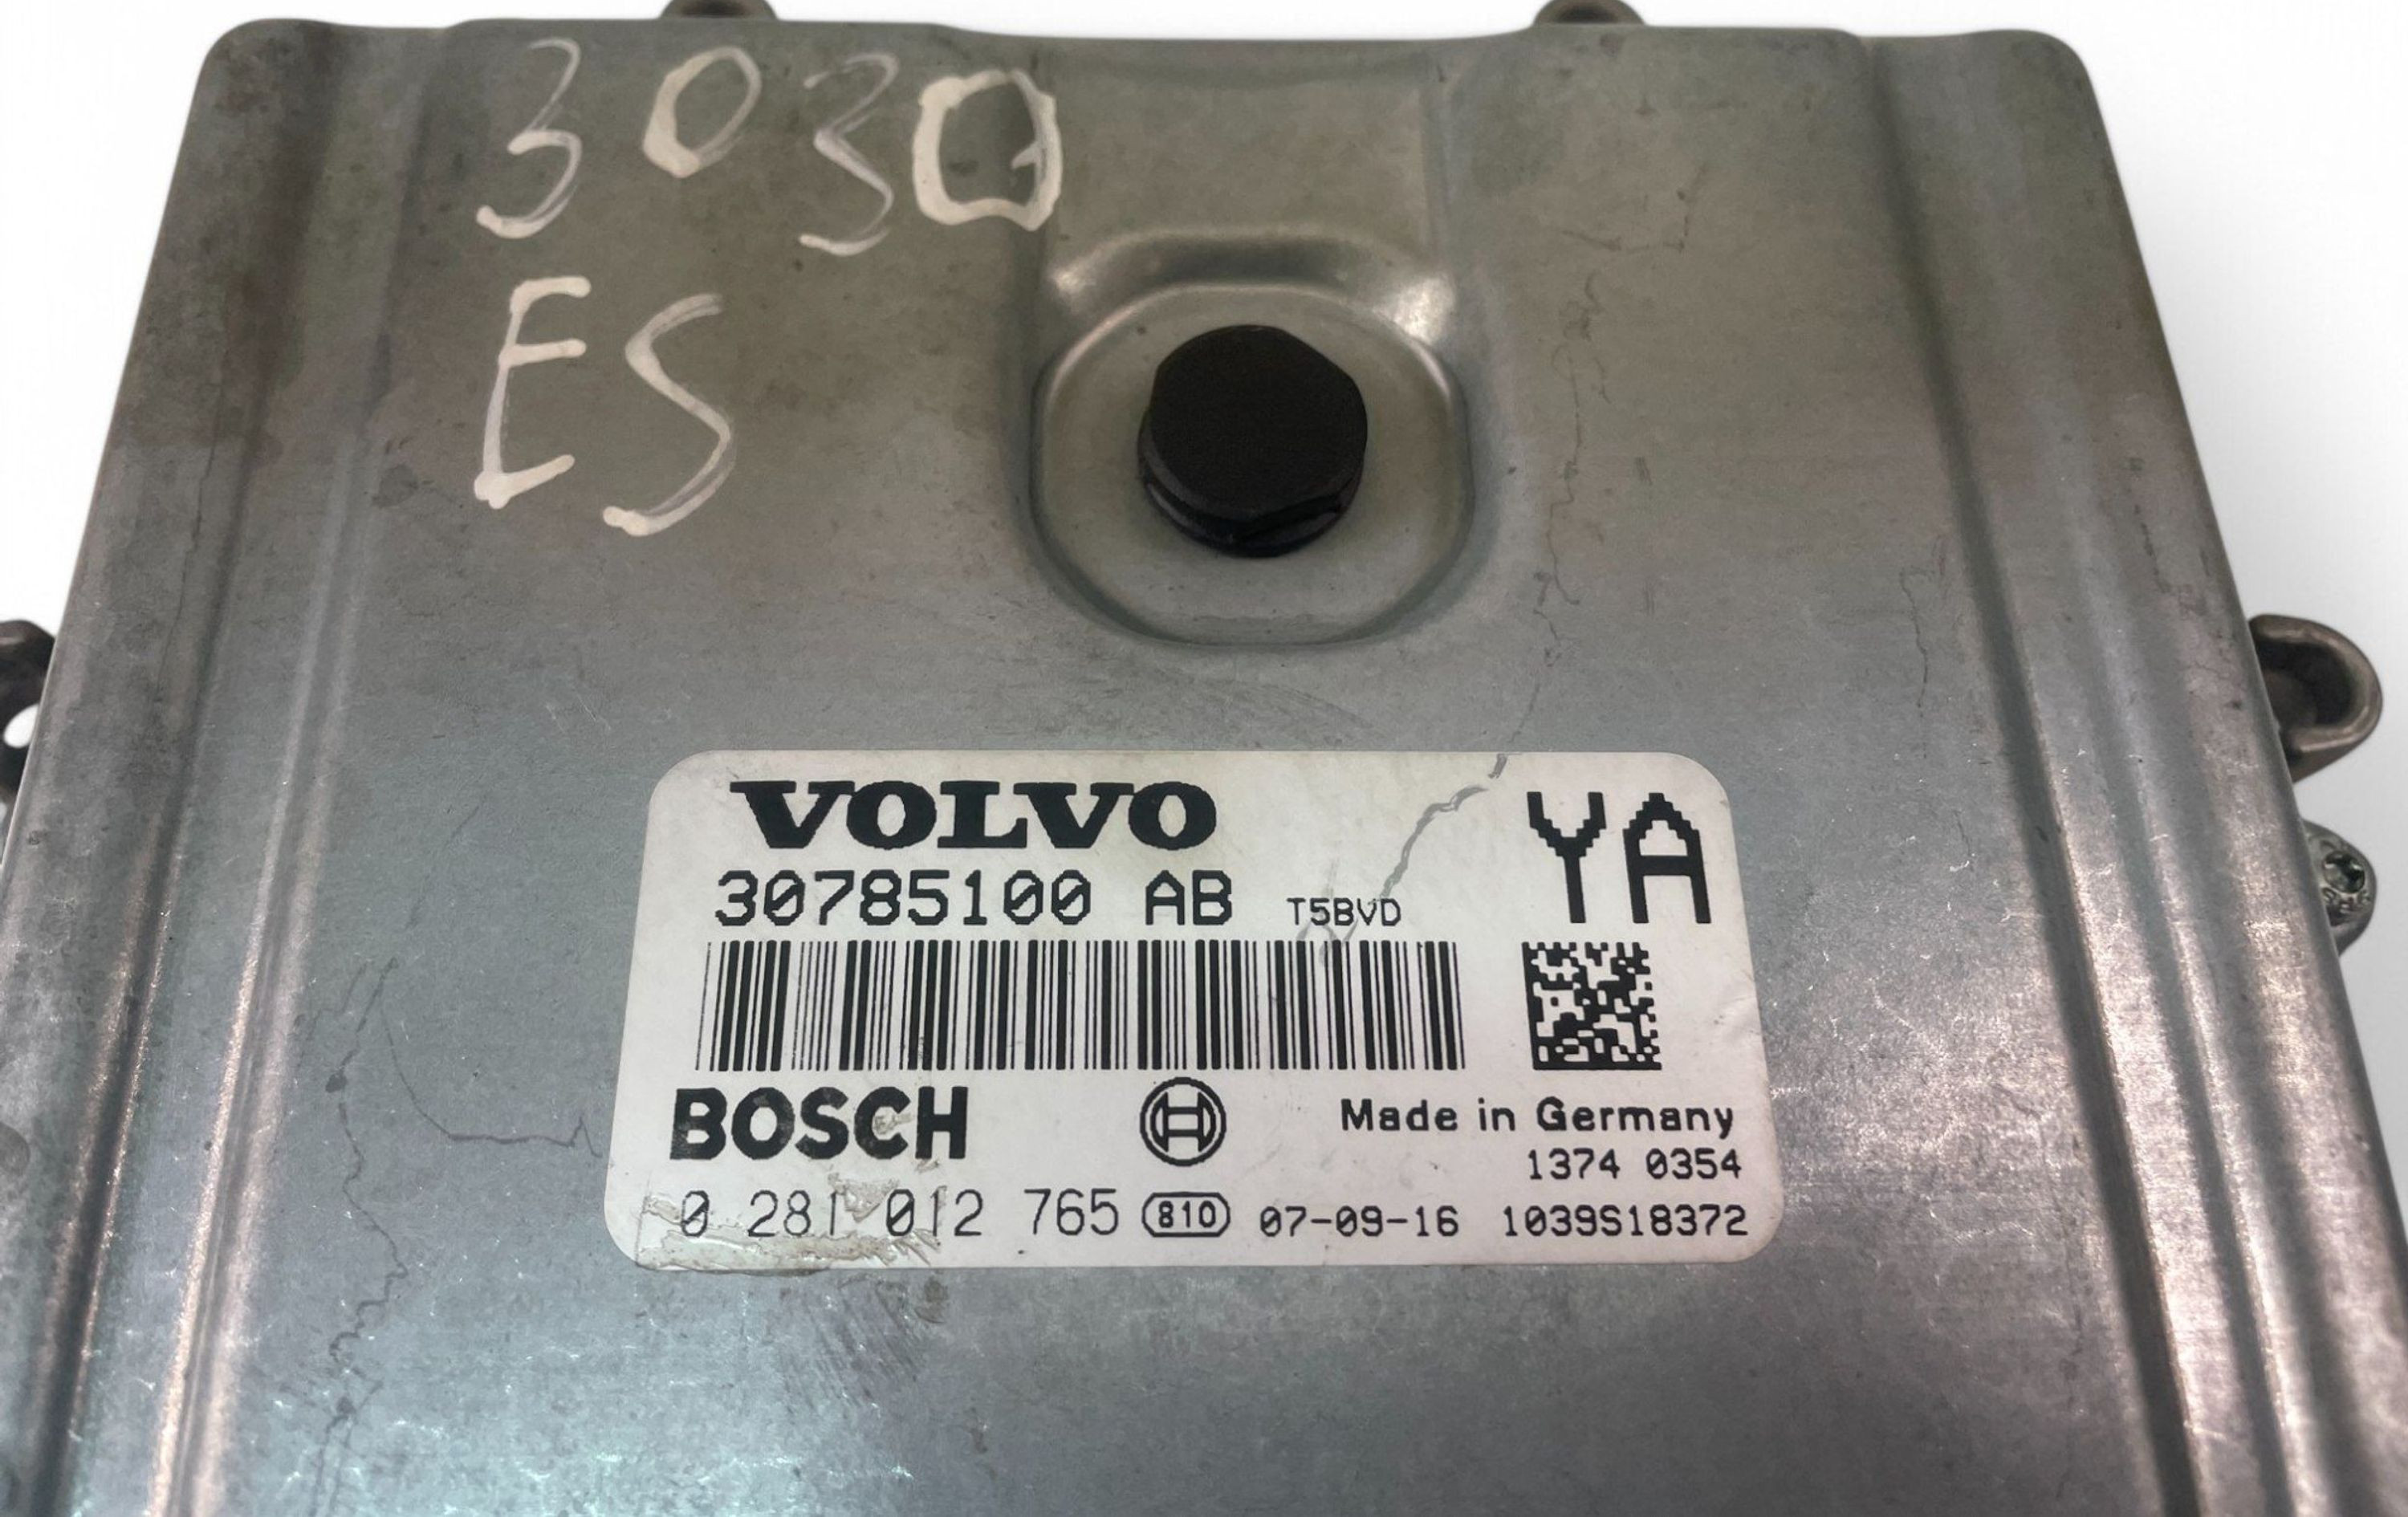 3030
ES
VOLVO
YA
30785100 AB T5BVD
BOSCH
Made in Germany
1374 0354
0 281 012 765 810 07-09-16 1039S18372